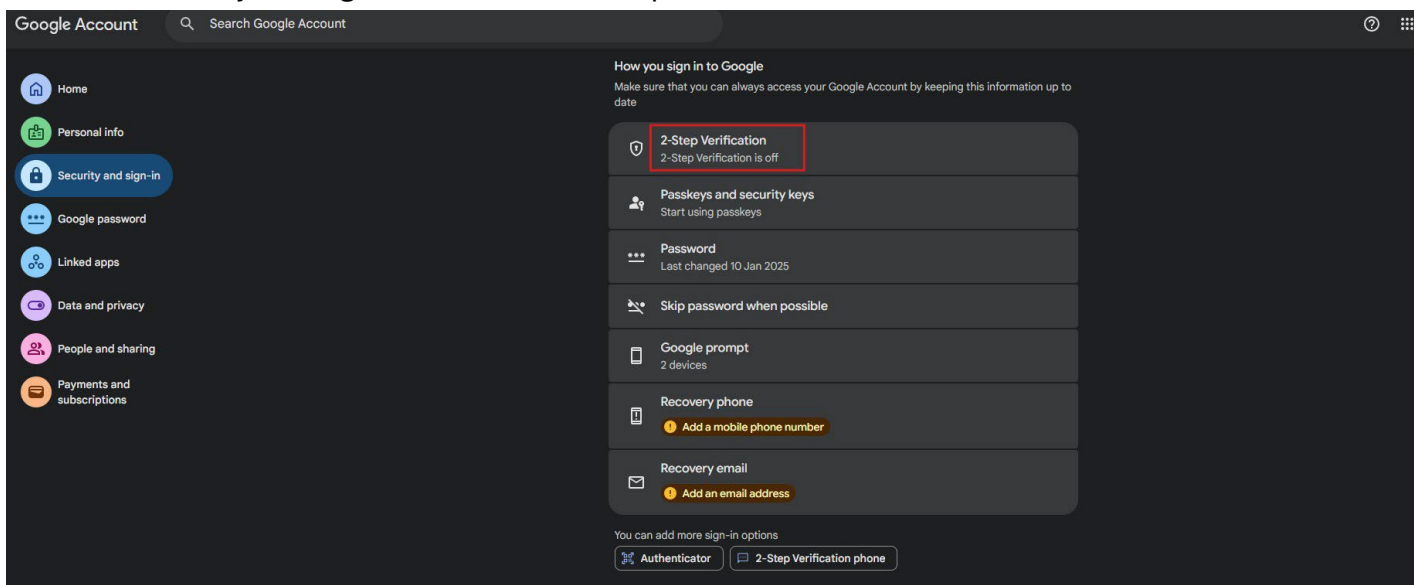 Google Account
Search Google Account
Home
Personal info
Security and sign-in
Google password
Linked apps
Data and privacy
People and sharing
Payments and
subscriptions
How you sign in to Google
Make sure that you can always access your Google Account by keeping this information up to
date
2-Step Verification
2-Step Verification is off
Passkeys and security keys
Start using passkeys
Password
Last changed 10 Jan 2025
Skip password when possible
Google prompt
2 devices
Recovery phone
Add a mobile phone number
Recovery email
Add an email address
You can add more sign-in options
Authenticator
2-Step Verification phone